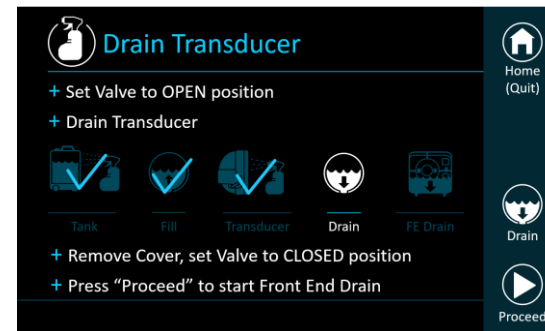 Drain Transducer
+ Set Valve to OPEN position
+ Drain Transducer
Tank Fill Transducer Drain FE Drain
+ Remove Cover, set Valve to CLOSED position
+ Press “Proceed” to start Front End Drain
Home
(Quit)
Drain
Proceed